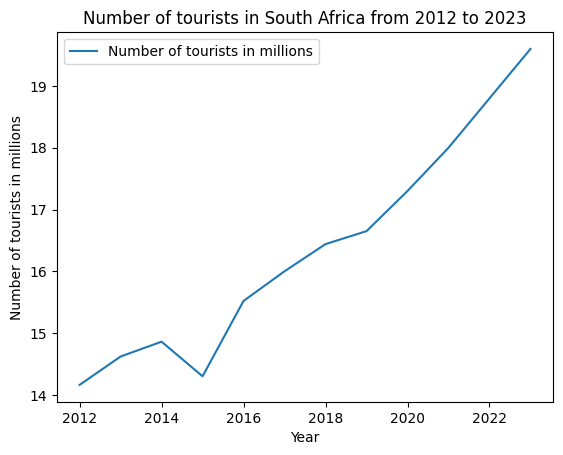 Number of tourists in South Africa from 2012 to 2023
Number of tourists in millions
Number of tourists in millions
19
18
17
16
15
14
2012 2014 2016 2018 2020 2022
Year